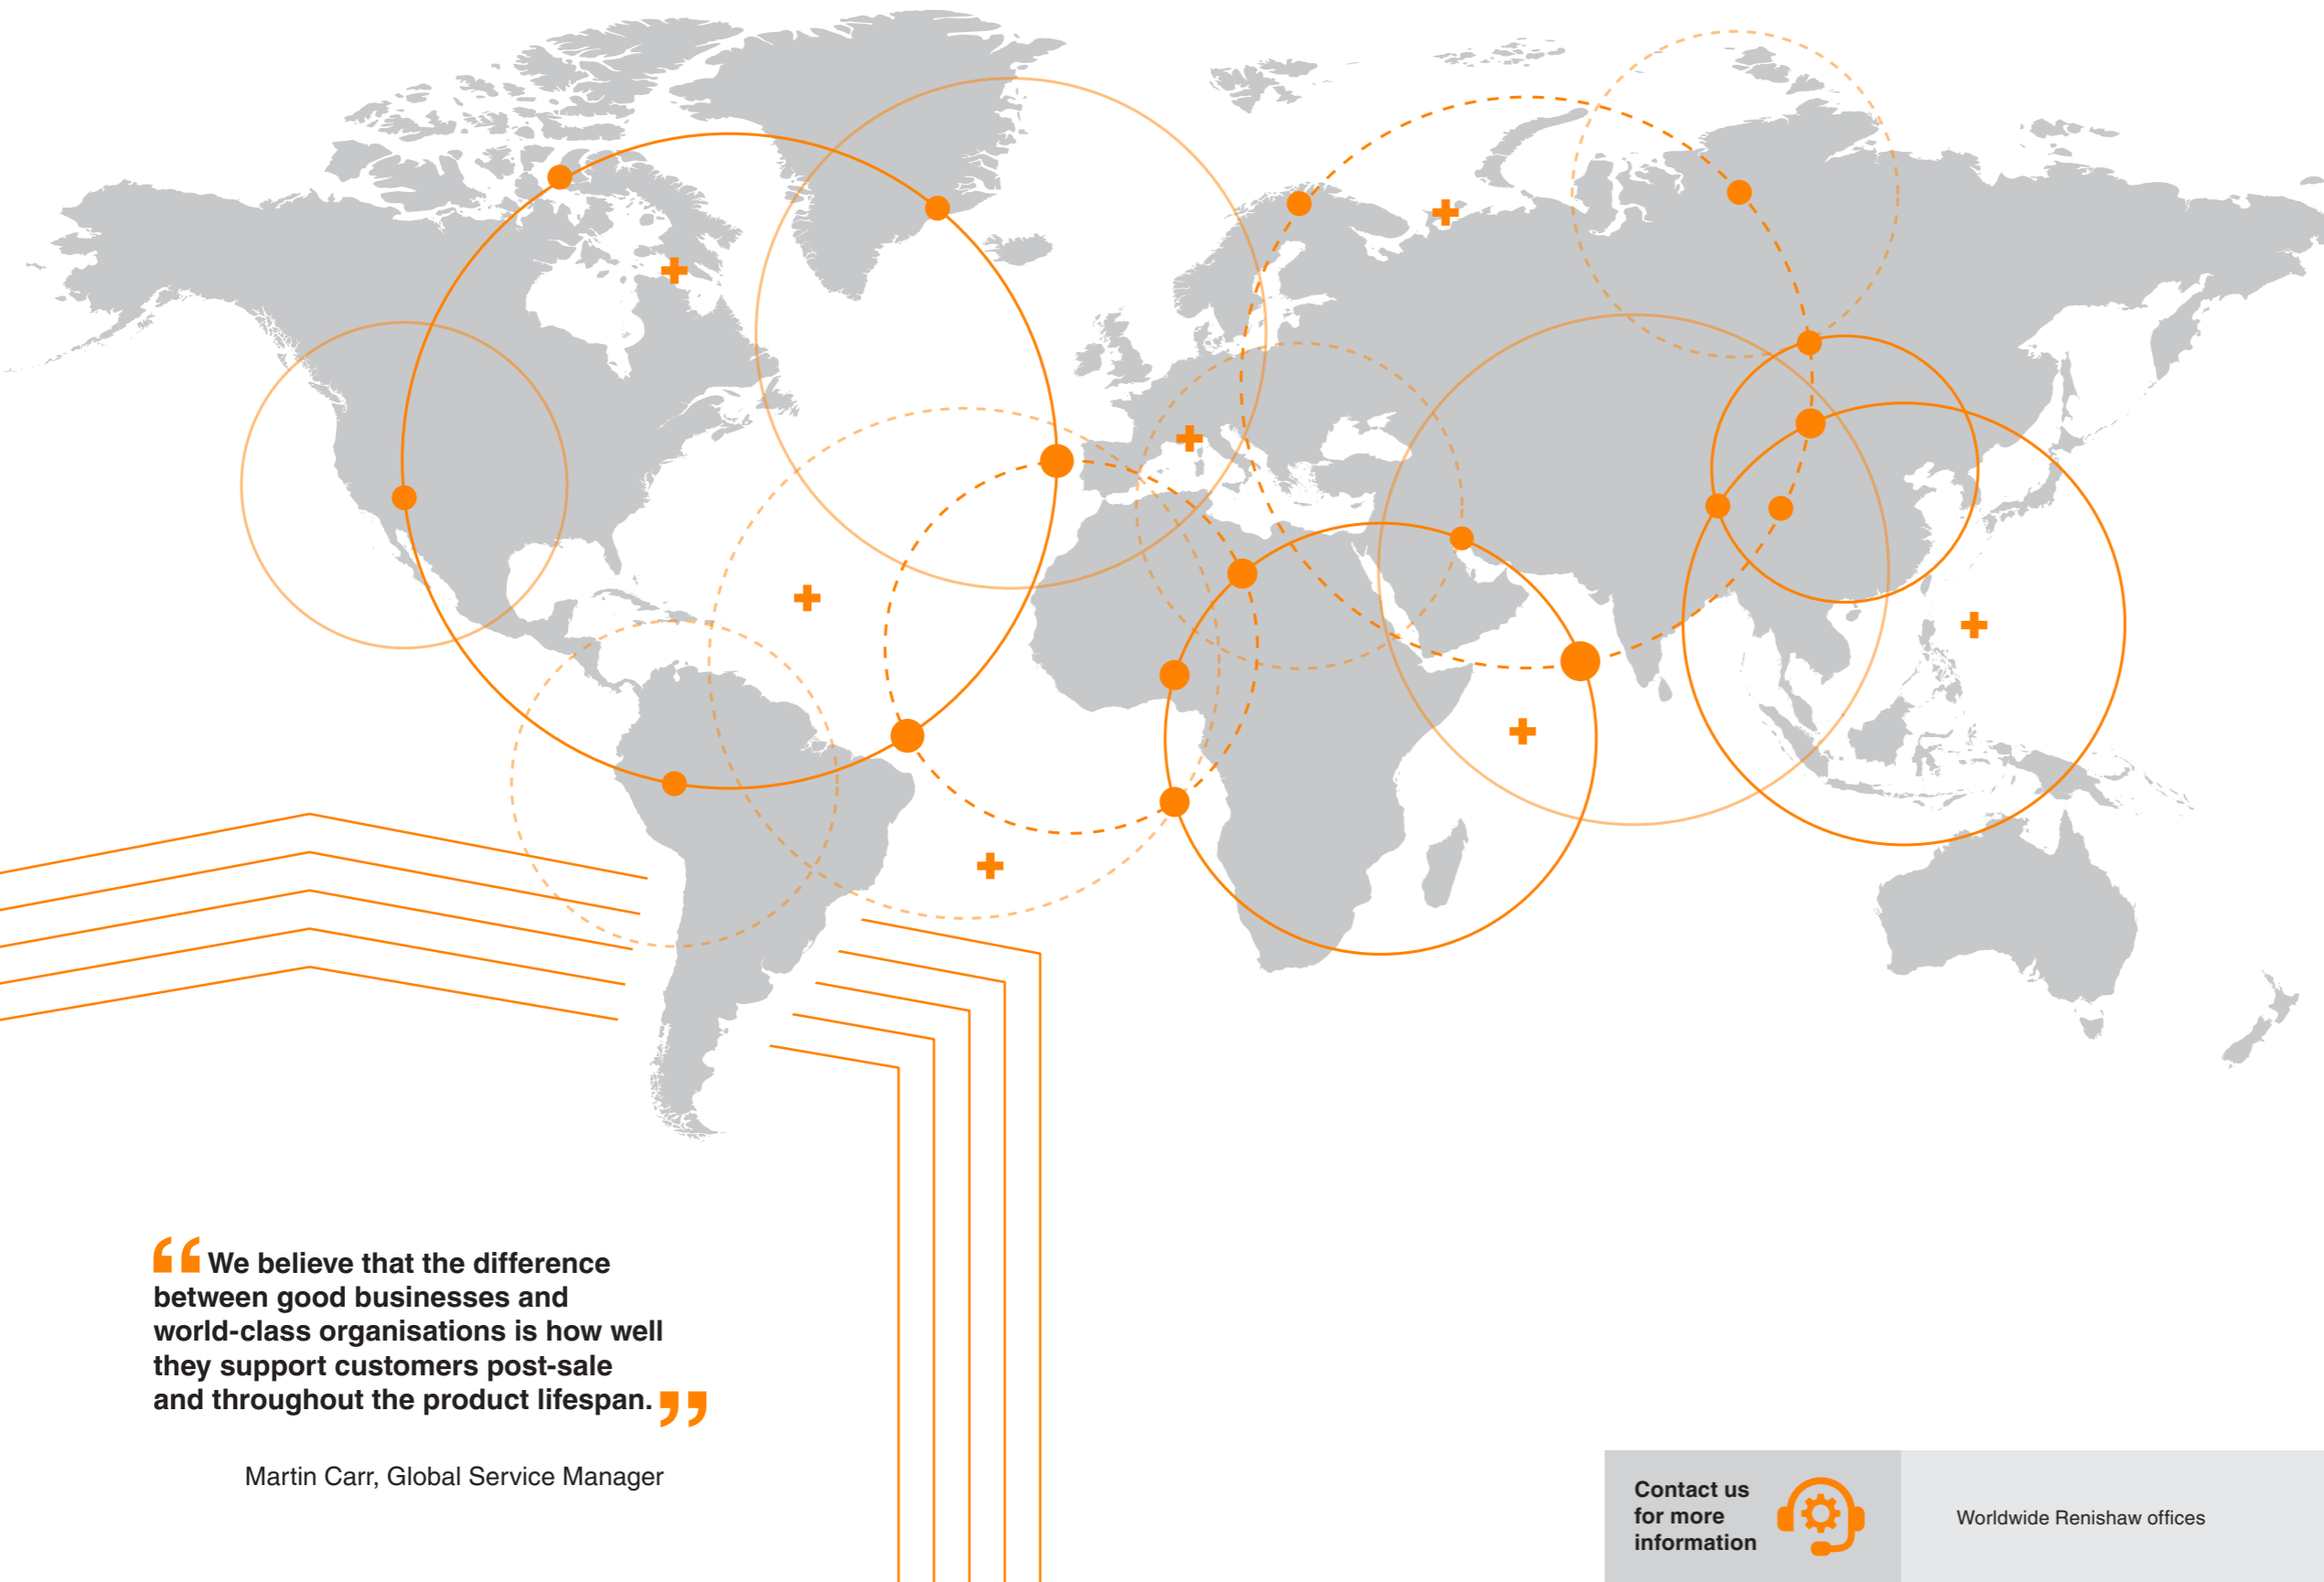 “We believe that the difference
between good businesses and
world-class organisations is how well
they support customers post-sale
and throughout the product lifespan.”
Martin Carr, Global Service Manager
Contact us
for more
information
Worldwide Renishaw offices